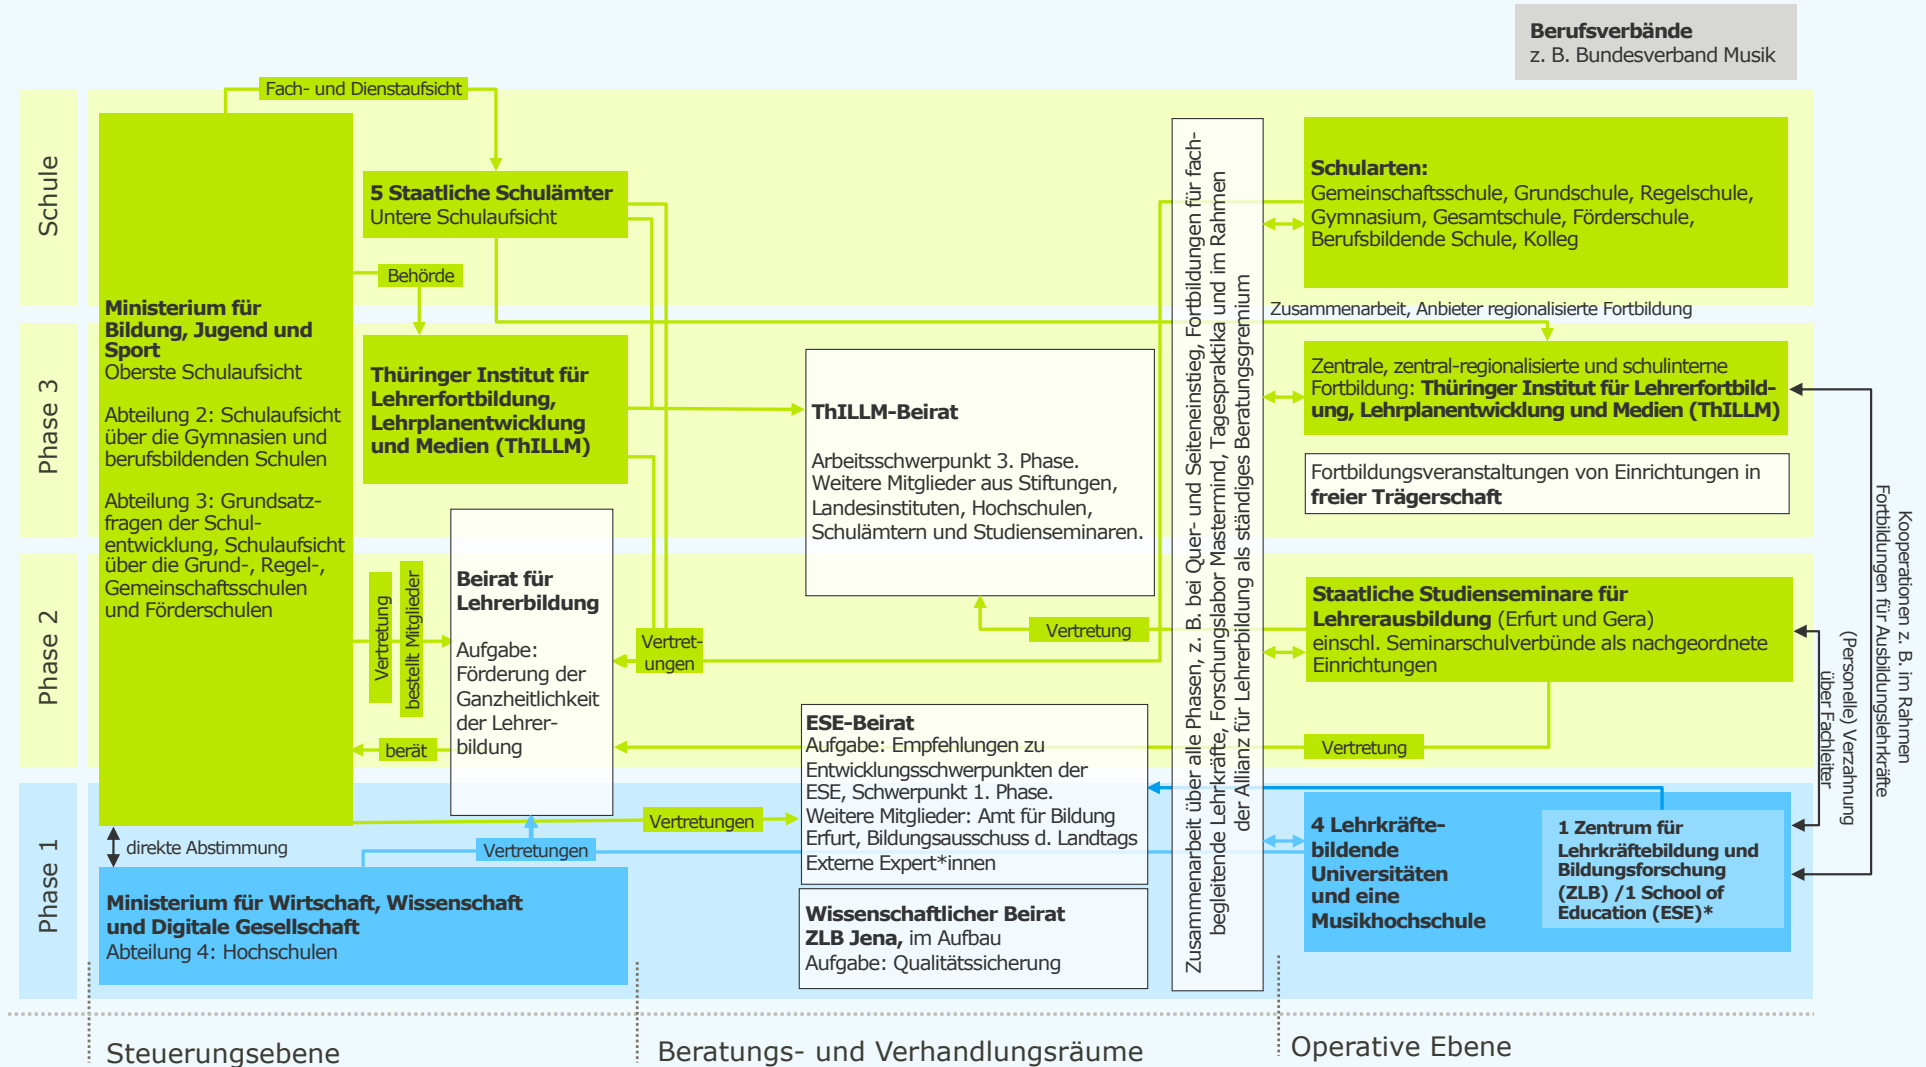 Berufsverbände
z. B. Bundesverband Musik
Schule
Fach- und Dienstaufsicht
5 Staatliche Schulämter
Untere Schulaufsicht
Behörde
Ministerium für
Bildung, Jugend und
Sport
Oberste Schulaufsicht
Abteilung 2: Schulaufsicht
über die Gymnasien und
berufsbildenden Schulen
Abteilung 3: Grundsatz-
fragen der Schul-
entwicklung, Schulaufsicht
über die Grund-, Regel-,
Gemeinschaftsschulen
und Förderschulen
Schularten:
Gemeinschaftsschule, Grundschule, Regelschule,
Gymnasium, Gesamtschule, Förderschule,
Berufsbildende Schule, Kolleg
Zusammenarbeit, Anbieter regionalisierte Fortbildung
Phase 3
Thüringer Institut für
Lehrerfortbildung,
Lehrplanentwicklung
und Medien (ThILLM)
ThILLM-Beirat
Arbeitsschwerpunkt 3. Phase.
Weitere Mitglieder aus Stiftungen,
Landesinstituten, Hochschulen,
Schulämtern und Studienseminaren.
Zusammenarbeit über alle Phasen, z. B. bei Quer- und Seiteneinstieg, Fortbildungen für fach-
begleitende Lehrkräfte, Forschungslabor Mastermind, Tagespraktika und im Rahmen
der Allianz für Lehrerbildung als ständiges Beratungsgremium
Zentrale, zentral-regionalisierte und schulinterne
Fortbildung: Thüringer Institut für Lehrerfortbild-
ung, Lehrplanentwicklung und Medien (ThILLM)
Fortbildungsveranstaltungen von Einrichtungen in
freier Trägerschaft
Kooperationen z. B. im Rahmen
Fortbildungen für Ausbildungslehrkräfte
Phase 2
Vertretung
bestellt Mitglieder
Beirat für
Lehrerbildung
Aufgabe:
Förderung der
Ganzheitlichkeit
der Lehrer-
bildung
berät
Vertret-
ungen
Vertretung
Staatliche Studienseminare für
Lehrerausbildung (Erfurt und Gera)
einschl. Seminarschulverbünde als nachgeordnete
Einrichtungen
Vertretung
(Personelle) Verzahnung
über Fachleiter
ESE-Beirat
Aufgabe: Empfehlungen zu
Entwicklungsschwerpunkten der
ESE, Schwerpunkt 1. Phase.
Weitere Mitglieder: Amt für Bildung
Erfurt, Bildungsausschuss d. Landtags
Externe Expert*innen
Phase 1
direkte Abstimmung
Vertretungen
Vertretungen
Ministerium für Wirtschaft, Wissenschaft
und Digitale Gesellschaft
Abteilung 4: Hochschulen
Wissenschaftlicher Beirat
ZLB Jena, im Aufbau
Aufgabe: Qualitätssicherung
4 Lehrkräfte-
bildende
Universitäten
und eine
Musikhochschule
1 Zentrum für
Lehrkräftebildung und
Bildungsforschung
(ZLB) /1 School of
Education (ESE)*
Steuerungsebene
Beratungs- und Verhandlungsräume
Operative Ebene